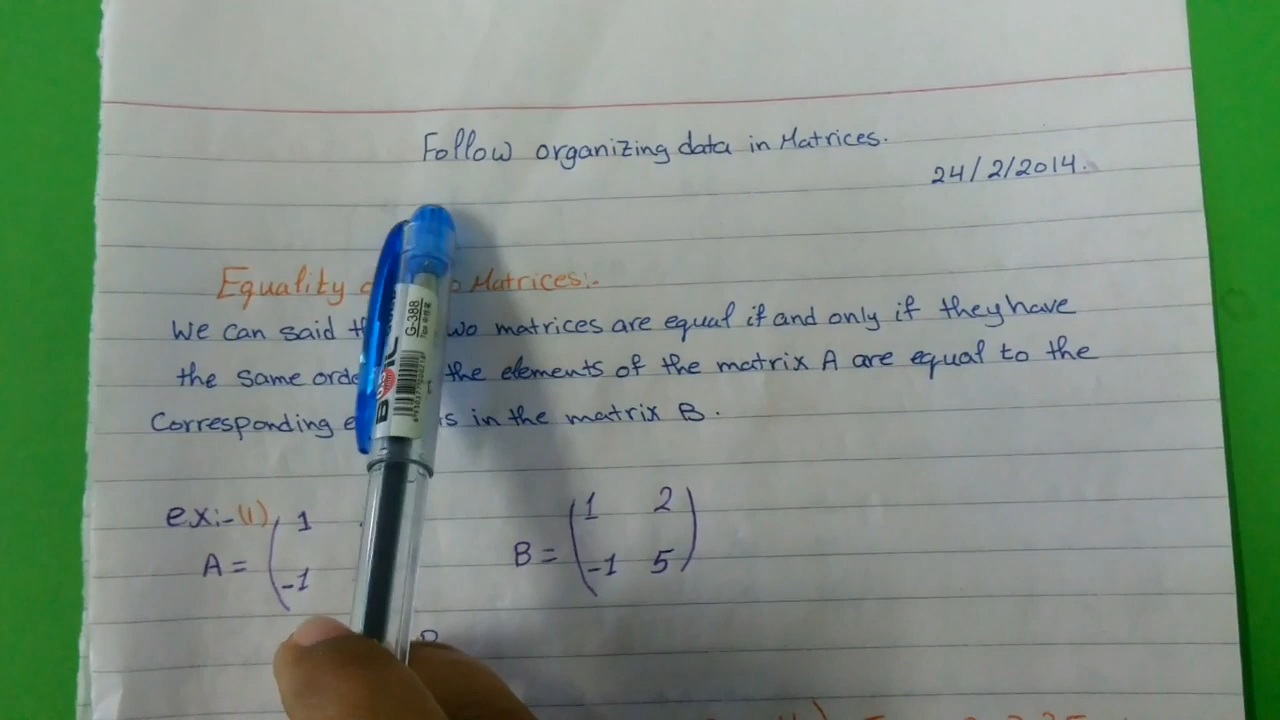 Follow organizing data in Matrices.
24/2/2014.
Equality Matrices:-
We can said matrices are equal if and only if they have
the same the elements of the matrix A are equal to the
Corresponding in the matrix B.
ex:-(1)
A = ( 1
-1
B = ( 1 2 )
-1 5
G-388